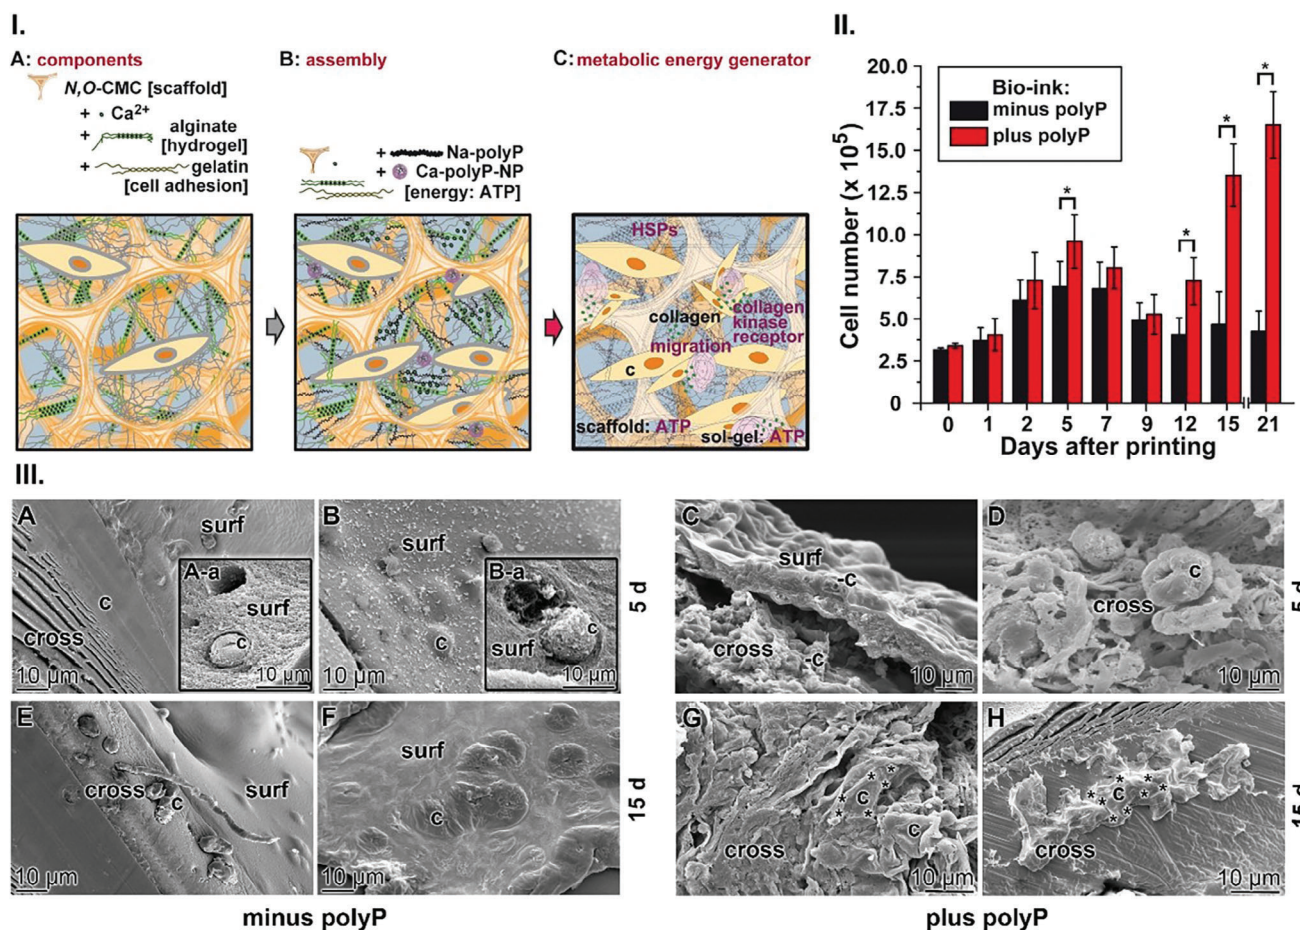 I.
A: components
N,O-CMC [scaffold]
+ Ca2+
+ alginate
[hydrogel]
+ gelatin
[cell adhesion]
B: assembly
+ Na-polyP
+ Ca-polyP-NP
[energy: ATP]
C: metabolic energy generator
HSPs
collagen
collagen
kinase
receptor
migration
c
scaffold: ATP
sol-gel: ATP
II.
Cell number (x 105)
20.0
17.5
15.0
12.5
10.0
7.5
5.0
2.5
0
Bio-ink:
minus polyP
plus polyP
*
*
*
*
0 1 2 5 7 9 12 15 21
Days after printing
III.
A
surf
c
cross
10 µm
A-a
surf
c
10 µm
B
surf
c
10 µm
B-a
c
surf
10 µm
5 d
C
surf
-c
cross
-c
10 µm
D
c
cross
10 µm
5 d
E
cross
c
surf
10 µm
F
surf
c
10 µm
15 d
G
* * * * * * *
c
c
cross
10 µm
H
* * * * * * * *
c
cross
10 µm
15 d
minus polyP
plus polyP